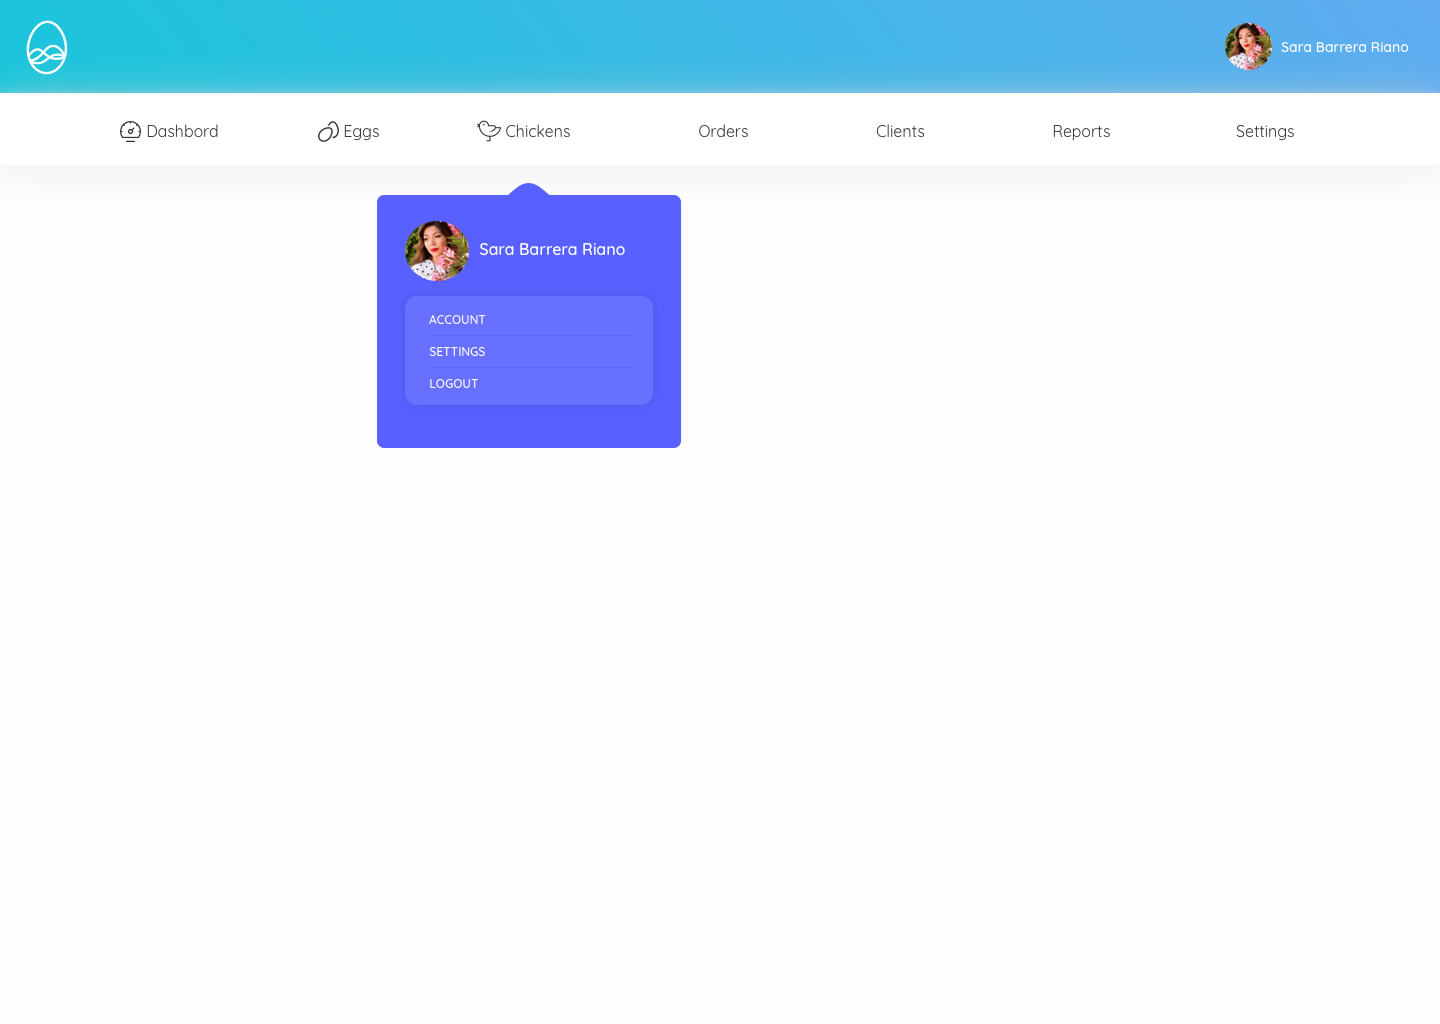 Sara Barrera Riano
Dashbord Eggs Chickens Orders Clients Reports Settings
Sara Barrera Riano
ACCOUNT
SETTINGS
LOGOUT